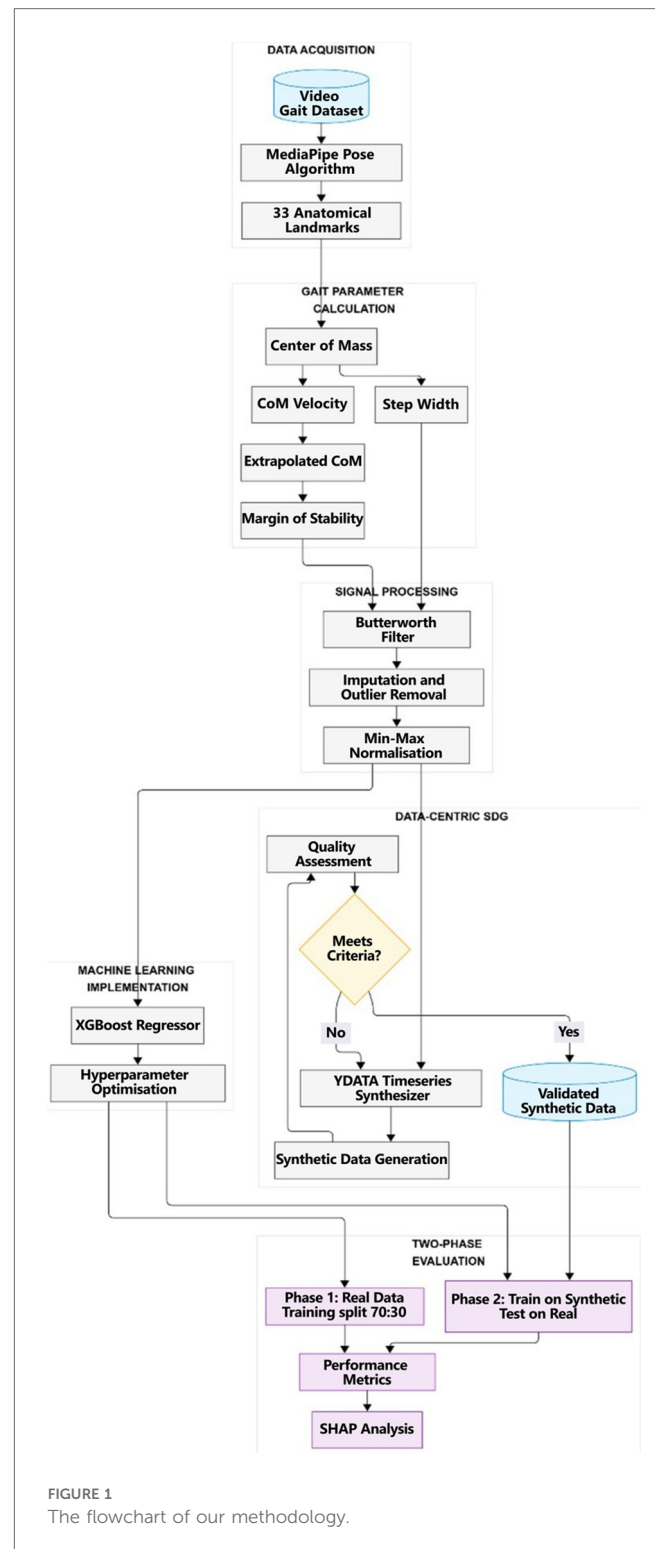 DATA ACQUISITION
Video
Gait Dataset
MediaPipe Pose
Algorithm
33 Anatomical
Landmarks
GAIT PARAMETER
CALCULATION
Center of Mass
CoM Velocity
Step Width
Extrapolated CoM
Margin of Stability
SIGNAL PROCESSING
Butterworth
Filter
Imputation and
Outlier Removal
Min-Max
Normalisation
DATA-CENTRIC SDG
Quality
Assessment
Meets
Criteria?
No
Yes
MACHINE LEARNING
IMPLEMENTATION
XGBoost Regressor
Hyperparameter
Optimisation
YDATA Timeseries
Synthesizer
Validated
Synthetic Data
Synthetic Data Generation
TWO-PHASE
EVALUATION
Phase 1: Real Data
Training split 70:30
Phase 2: Train on Synthetic
Test on Real
Performance
Metrics
SHAP Analysis
FIGURE 1
The flowchart of our methodology.